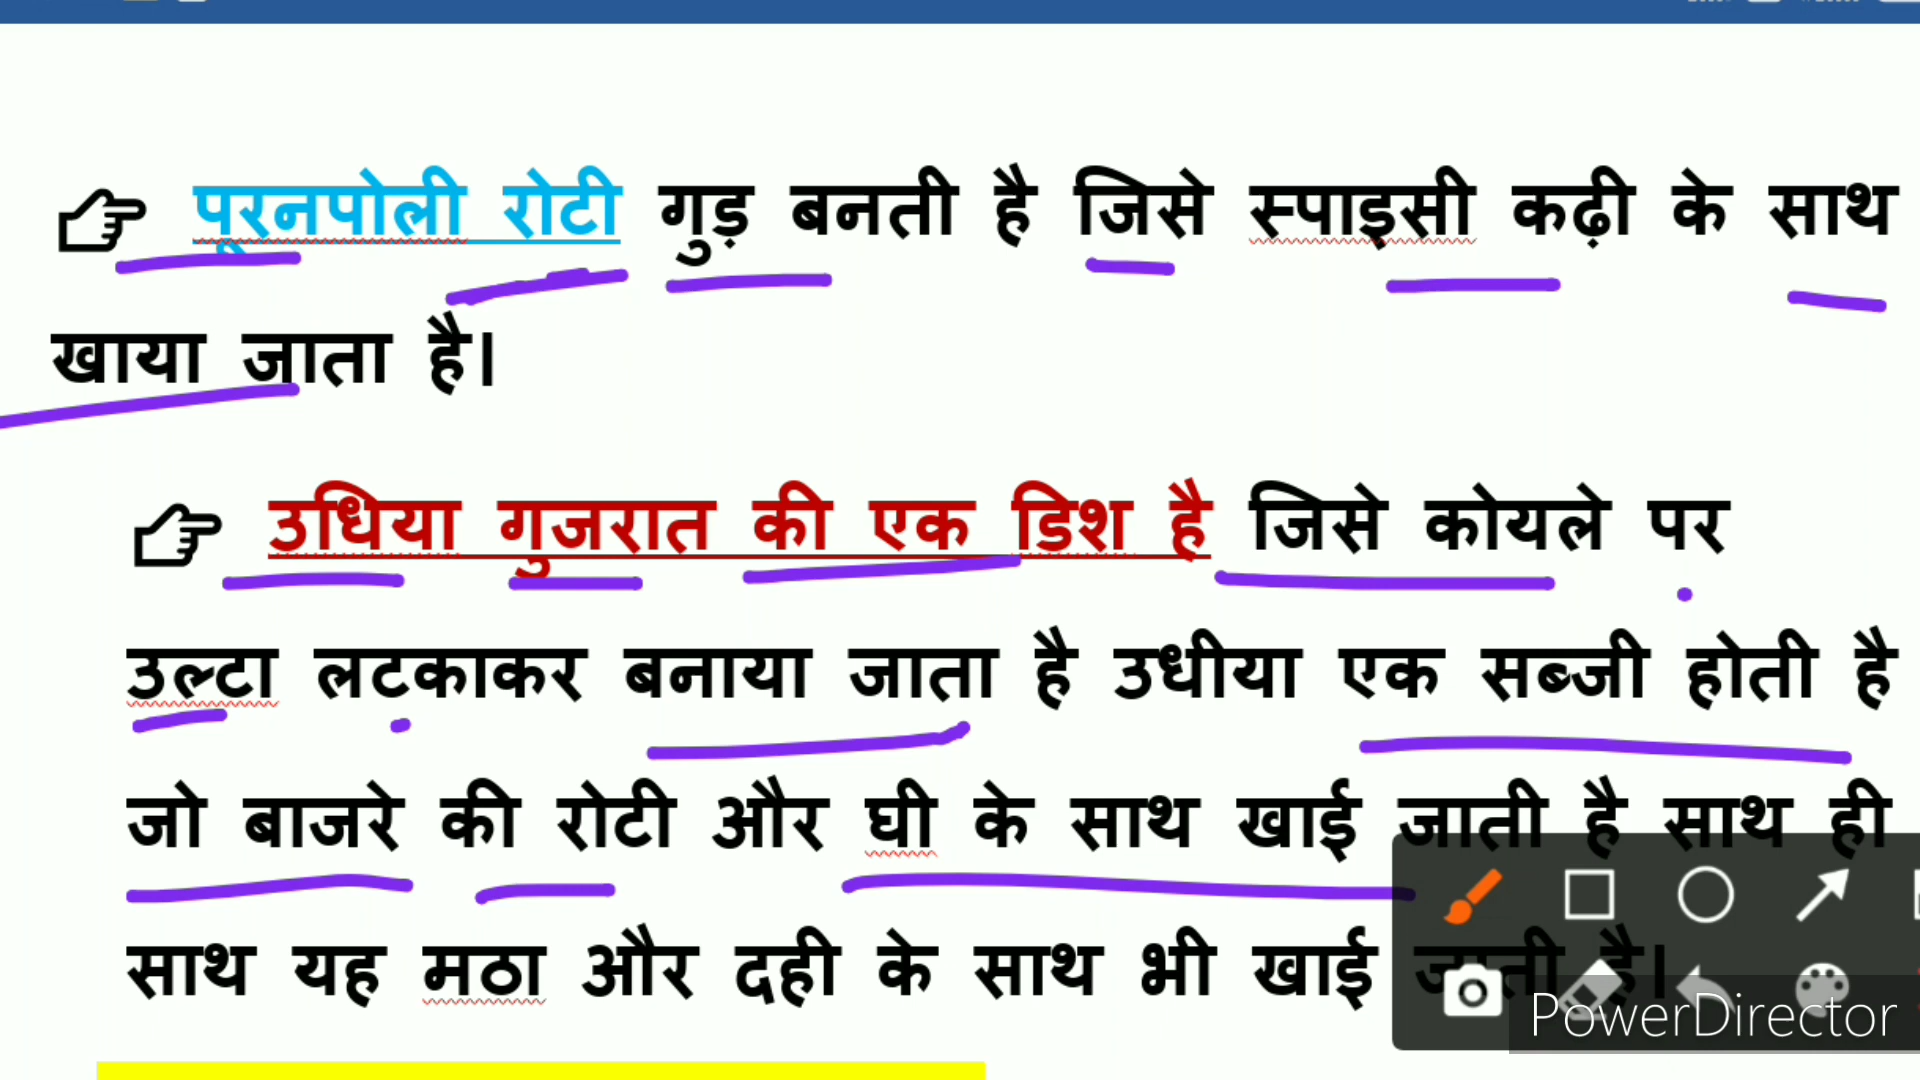 पूरनपोली रोटी गुड़ बनती है जिसे स्पाइसी कढ़ी के साथ
खाया जाता है।
उधिया गुजरात की एक डिश है जिसे कोयले पर
उल्टा लटकाकर बनाया जाता है उधीया एक सब्जी होती है
जो बाजरे की रोटी और घी के साथ खाई जाती है साथ ही
साथ यह मठा और दही के साथ भी खाई जाती है।
PowerDirector